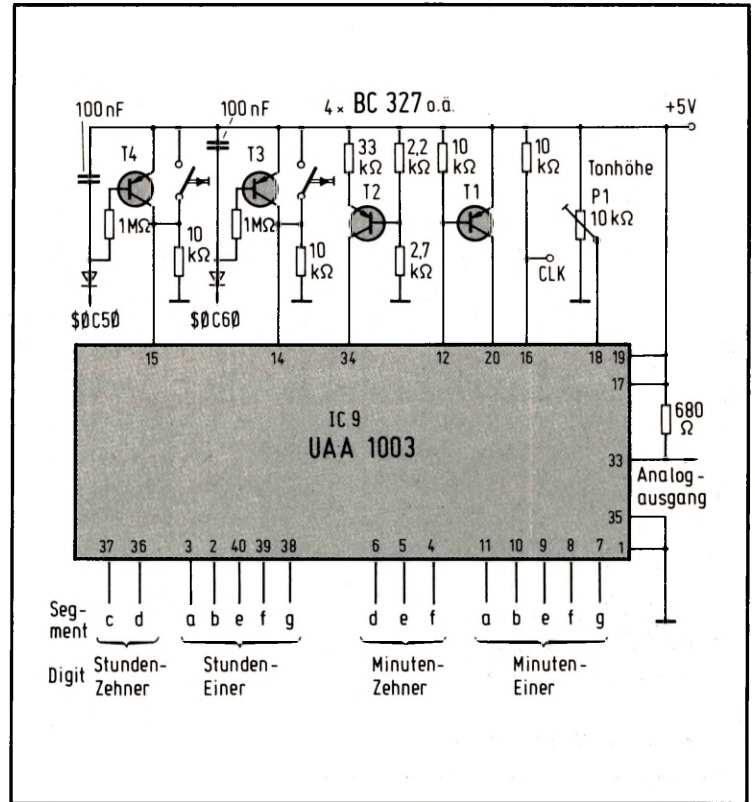 4 × BC 327 o.ä.
100 nF
100 nF
+5V
T4
T3
33 kΩ
T2
2,2 kΩ
10 kΩ
T1
10 kΩ
Tonhöhe
P1
10 kΩ
1MΩ
10 kΩ
1MΩ
10 kΩ
2,7 kΩ
CLK
$0C50
$0C60
15
14
34
12
20
16
18
19
17
IC 9
UAA 1003
680 Ω
33
Analog-
ausgang
35
1
37
36
3
2
40
39
38
6
5
4
11
10
9
8
7
Seg-
ment
c
d
a
b
e
f
g
d
e
f
a
b
e
f
g
Digit
Stunden-
Zehner
Stunden-
Einer
Minuten-
Zehner
Minuten-
Einer